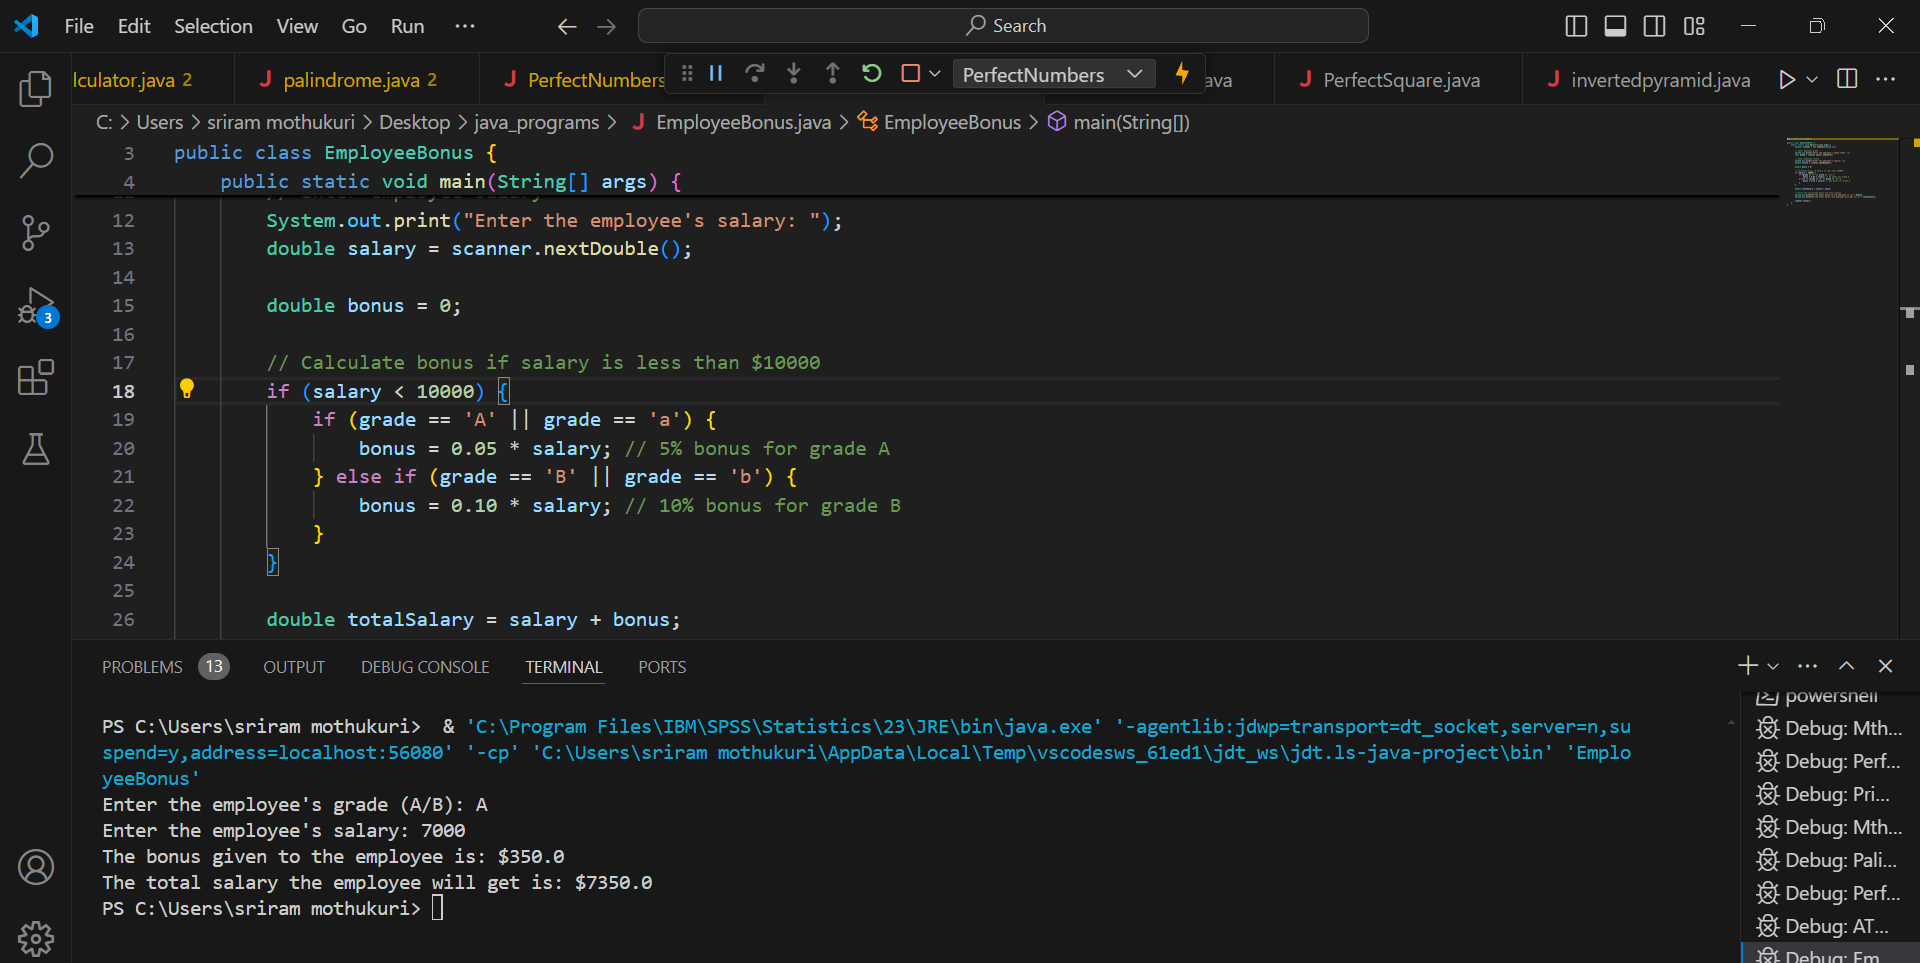 File Edit Selection View Go Run ··· Search
lculator.java 2 palindrome.java 2 PerfectNumbers PerfectNumbers ava PerfectSquare.java invertedpyramid.java
C: > Users > sriram mothukuri > Desktop > java_programs > EmployeeBonus.java > EmployeeBonus > main(String[])
3 public class EmployeeBonus {
4 public static void main(String[] args) {
12 System.out.print("Enter the employee's salary: ");
13 double salary = scanner.nextDouble();
14
15 double bonus = 0;
16
17 // Calculate bonus if salary is less than $10000
18 if (salary < 10000) {
19 if (grade == 'A' || grade == 'a') {
20 bonus = 0.05 * salary; // 5% bonus for grade A
21 } else if (grade == 'B' || grade == 'b') {
22 bonus = 0.10 * salary; // 10% bonus for grade B
23 }
24 }
25
26 double totalSalary = salary + bonus;
3
PROBLEMS 13 OUTPUT DEBUG CONSOLE TERMINAL PORTS
PS C:\Users\sriram mothukuri> & 'C:\Program Files\IBM\SPSS\Statistics\23\JRE\bin\java.exe' '-agentlib:jdwp=transport=dt_socket,server=n,su
spend=y,address=localhost:56080' '-cp' 'C:\Users\sriram mothukuri\AppData\Local\Temp\vscodesws_61ed1\jdt_ws\jdt.ls-java-project\bin' 'Emplo
yeeBonus'
Enter the employee's grade (A/B): A
Enter the employee's salary: 7000
The bonus given to the employee is: $350.0
The total salary the employee will get is: $7350.0
PS C:\Users\sriram mothukuri>
powershell
Debug: Mth...
Debug: Perf...
Debug: Pri...
Debug: Mth...
Debug: Pali...
Debug: Perf...
Debug: AT...
Debug: Em...